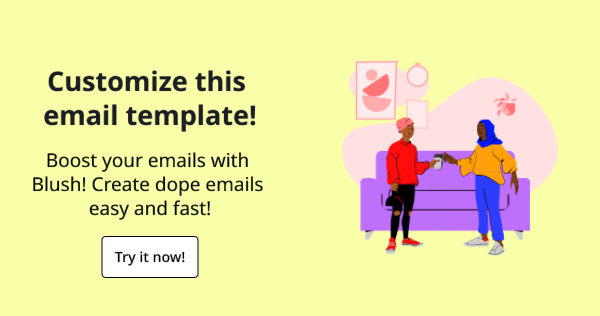 Customize this
email template!
Boost your emails with
Blush! Create dope emails
easy and fast!
Try it now!